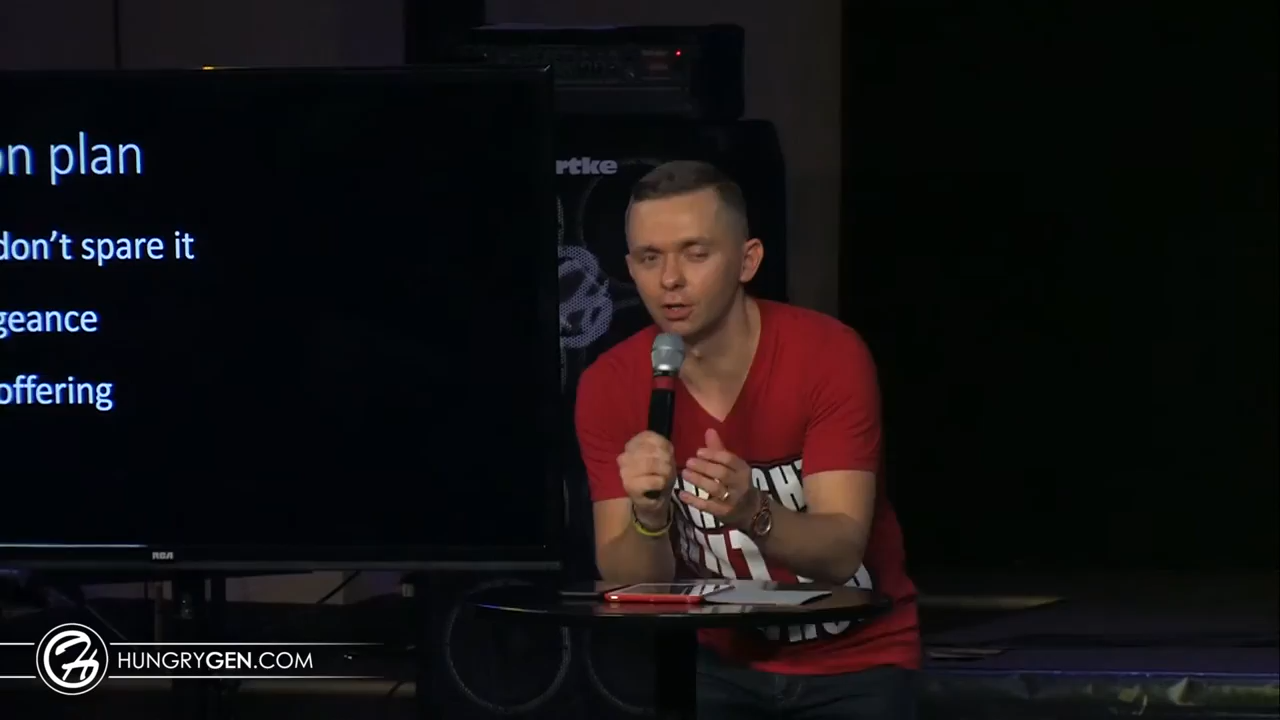 on plan
don't spare it
geance
offering
rtke
RCA
HUNGRYGEN.COM